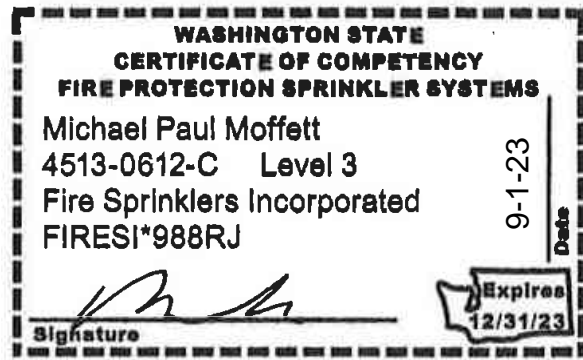 WASHINGTON STATE
CERTIFICATE OF COMPETENCY
FIRE PROTECTION SPRINKLER SYSTEMS
Michael Paul Moffett
4513-0612-C Level 3
Fire Sprinklers Incorporated
FIRESI*988RJ
9-1-23
Date
Signature
Expires
12/31/23